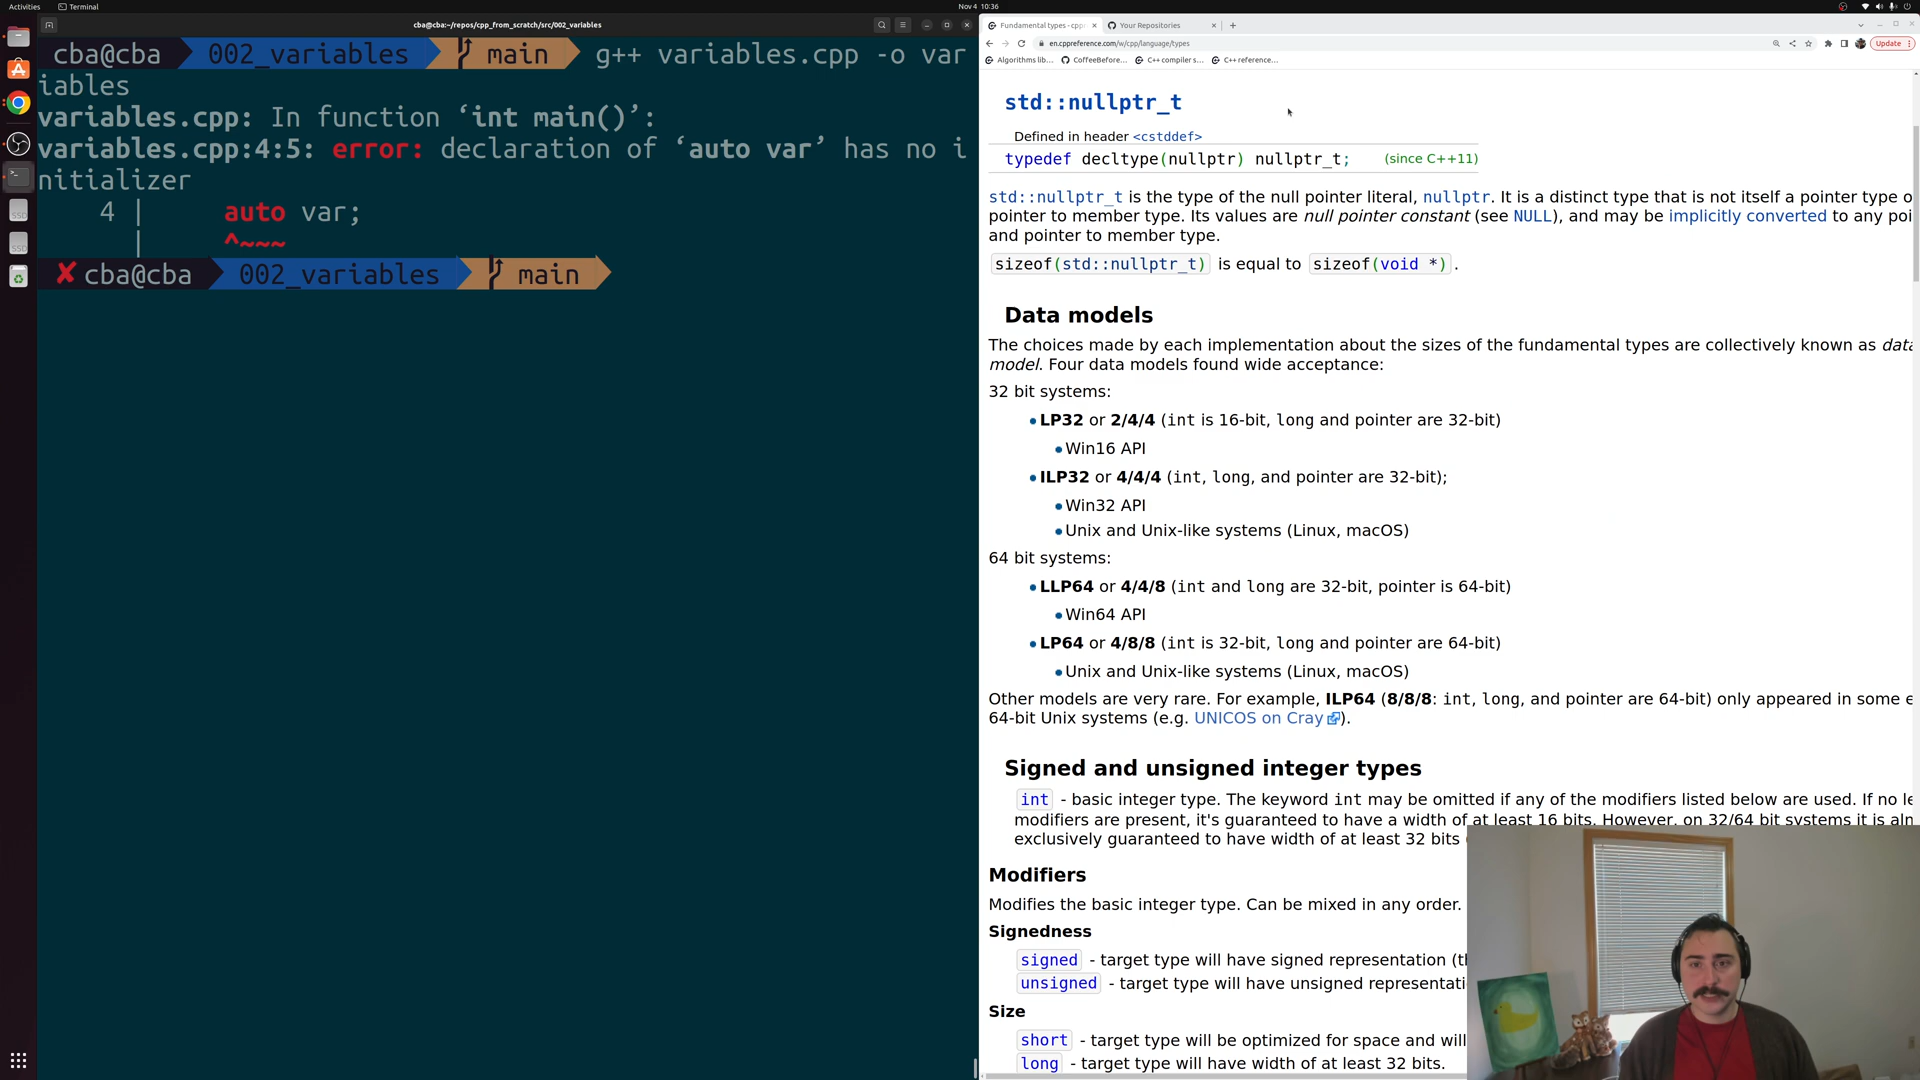 Activities
Terminal
Nov 4 10:36
cba@cba:~/repos/cpp_from_scratch/src/002_variables
cba@cba 002_variables main g++ variables.cpp -o var
iables
variables.cpp: In function ‘int main()’:
variables.cpp:4:5: error: declaration of ‘auto var’ has no i
nitializer
4 | auto var;
| ^~~~
✘ cba@cba 002_variables main
Fundamental types - cppr
Your Repositories
en.cppreference.com/w/cpp/language/types
Update
Algorithms lib...
CoffeeBefore...
C++ compiler s...
C++ reference...
std::nullptr_t
Defined in header <cstddef>
typedef decltype(nullptr) nullptr_t; (since C++11)
std::nullptr_t is the type of the null pointer literal, nullptr. It is a distinct type that is not itself a pointer type o
pointer to member type. Its values are null pointer constant (see NULL), and may be implicitly converted to any poi
and pointer to member type.
sizeof(std::nullptr_t) is equal to sizeof(void *).
Data models
The choices made by each implementation about the sizes of the fundamental types are collectively known as data
model. Four data models found wide acceptance:
32 bit systems:
LP32 or 2/4/4 (int is 16-bit, long and pointer are 32-bit)
Win16 API
ILP32 or 4/4/4 (int, long, and pointer are 32-bit);
Win32 API
Unix and Unix-like systems (Linux, macOS)
64 bit systems:
LLP64 or 4/4/8 (int and long are 32-bit, pointer is 64-bit)
Win64 API
LP64 or 4/8/8 (int is 32-bit, long and pointer are 64-bit)
Unix and Unix-like systems (Linux, macOS)
Other models are very rare. For example, ILP64 (8/8/8: int, long, and pointer are 64-bit) only appeared in some e
64-bit Unix systems (e.g. UNICOS on Cray).
Signed and unsigned integer types
int - basic integer type. The keyword int may be omitted if any of the modifiers listed below are used. If no le
modifiers are present, it's guaranteed to have a width of at least 16 bits. However, on 32/64 bit systems it is alm
exclusively guaranteed to have width of at least 32 bits
Modifiers
Modifies the basic integer type. Can be mixed in any order.
Signedness
signed - target type will have signed representation (th
unsigned - target type will have unsigned representati
Size
short - target type will be optimized for space and will
long - target type will have width of at least 32 bits.